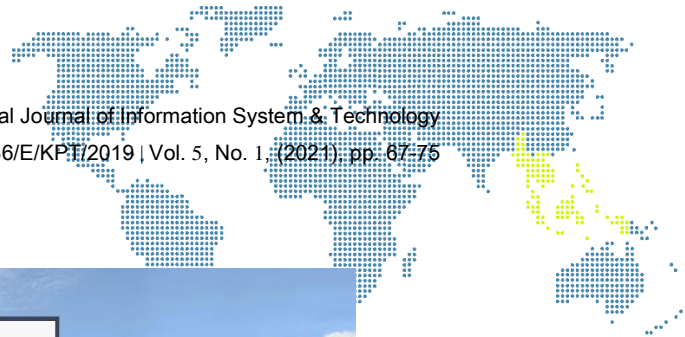 al Journal of Information System & Technology
6/E/KPT/2019 | Vol. 5, No. 1, (2021), pp. 67-75